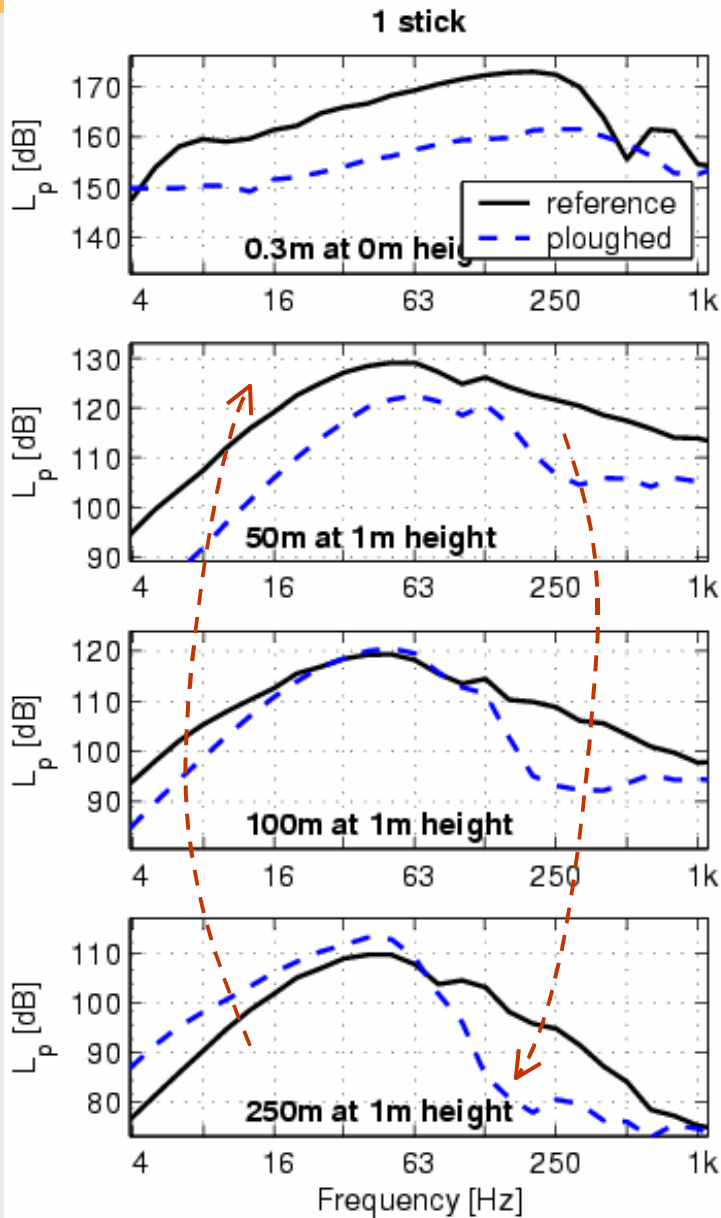 1 stick
170
160
150
140
L_p [dB]
reference
ploughed
0.3m at 0m heig
4 16 63 250 1k
130
120
110
100
90
L_p [dB]
50m at 1m height
4 16 63 250 1k
120
110
100
90
L_p [dB]
100m at 1m height
4 16 63 250 1k
110
100
90
80
L_p [dB]
250m at 1m height
4 16 63 250 1k
Frequency [Hz]